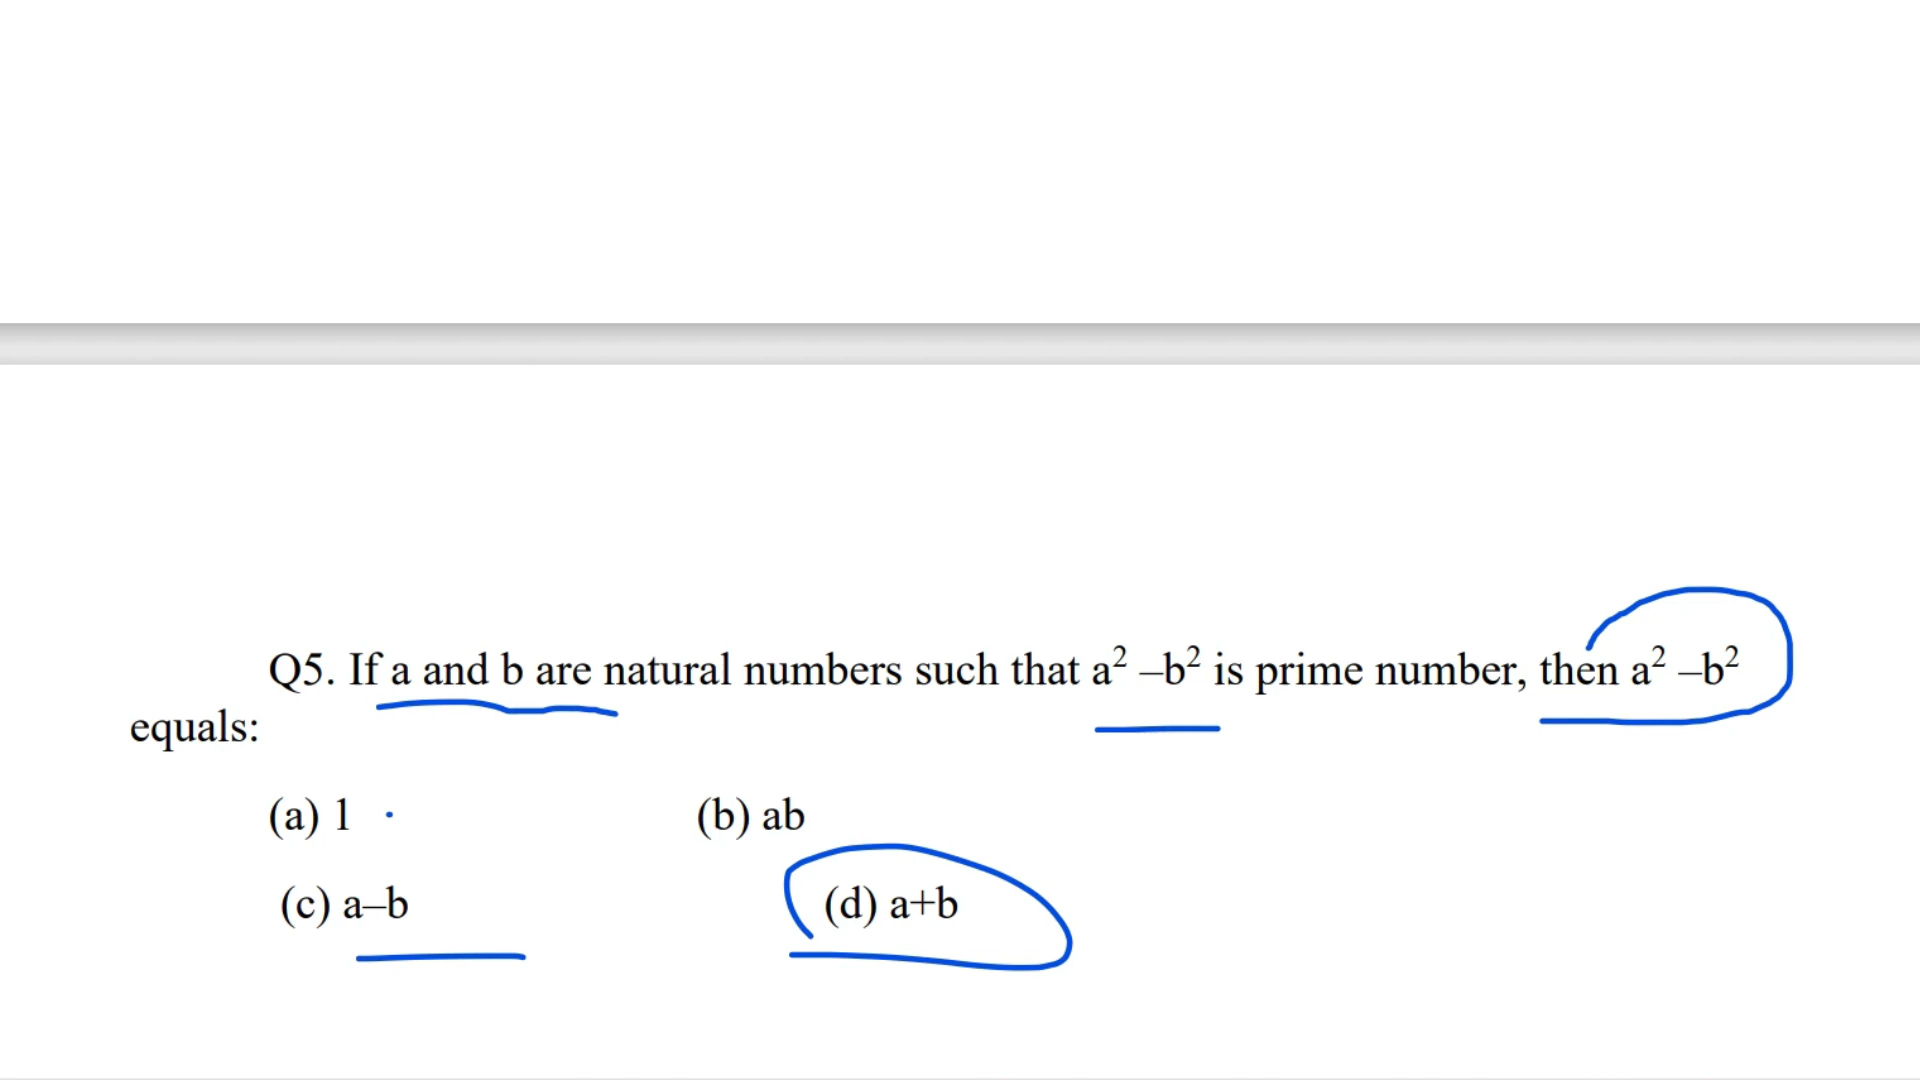 Q5. If a and b are natural numbers such that a² –b² is prime number, then a² –b²
equals:
(a) 1 (b) ab
(c) a–b (d) a+b